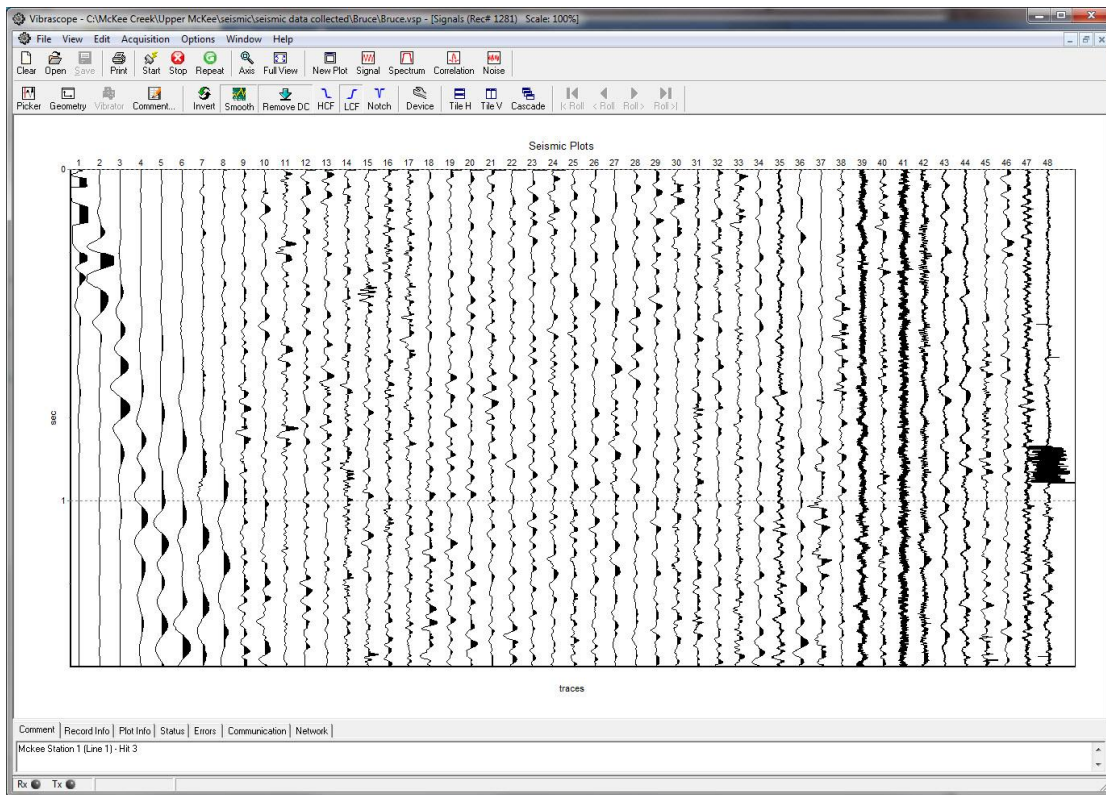 Vibrascope - C:\McKee Creek\Upper McKee\seismic\seismic data collected\Bruce\Bruce.vsp - [Signals (Rec# 1281) Scale: 100%]
File View Edit Acquisition Options Window Help
Clear Open Save Print Start Stop Repeat Axis Full View New Plot Signal Spectrum Correlation Noise
Picker Geometry Vibrator Comment... Invert Smooth Remove DC HCF LCF Notch Device Tile H Tile V Cascade |< Roll < Roll Roll > Roll >|
Seismic Plots
1 2 3 4 5 6 7 8 9 10 11 12 13 14 15 16 17 18 19 20 21 22 23 24 25 26 27 28 29 30 31 32 33 34 35 36 37 38 39 40 41 42 43 44 45 46 47 48
0
sec
1
traces
Comment Record Info Plot Info Status Errors Communication Network
Mckee Station 1 (Line 1) - Hit 3
Rx Tx